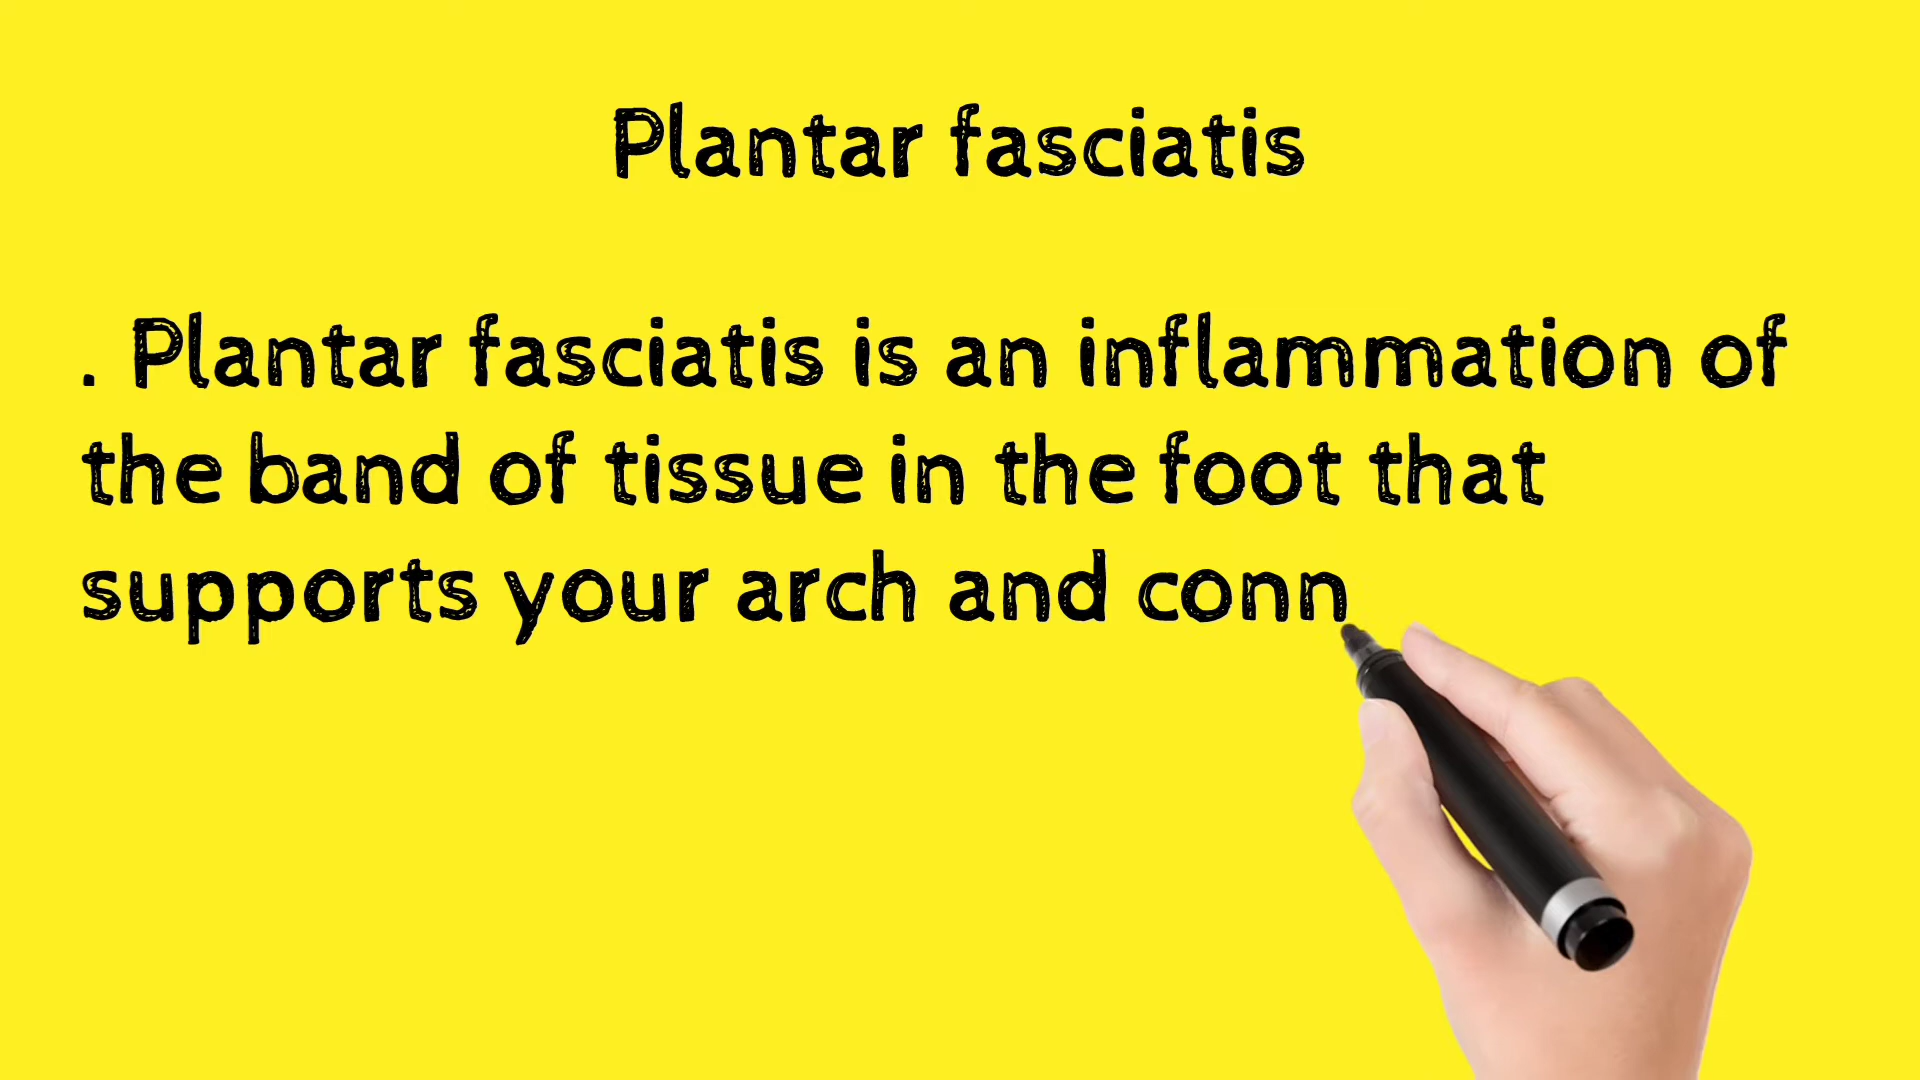 Plantar fasciatis
. Plantar fasciatis is an inflammation of
the band of tissue in the foot that
supports your arch and conn